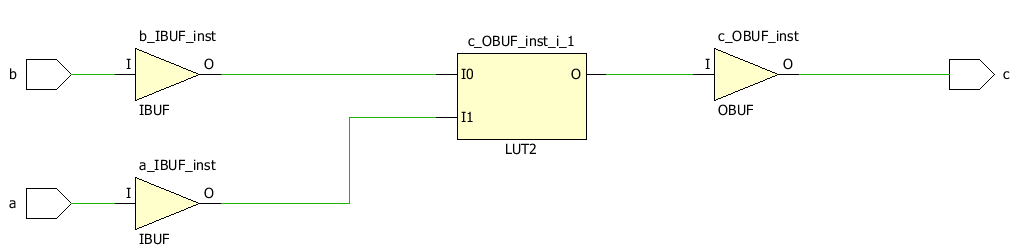 b_IBUF_inst
c_OBUF_inst_i_1
c_OBUF_inst
b
I
O
I0
O
I
O
c
IBUF
I1
LUT2
OBUF
a_IBUF_inst
a
I
O
IBUF